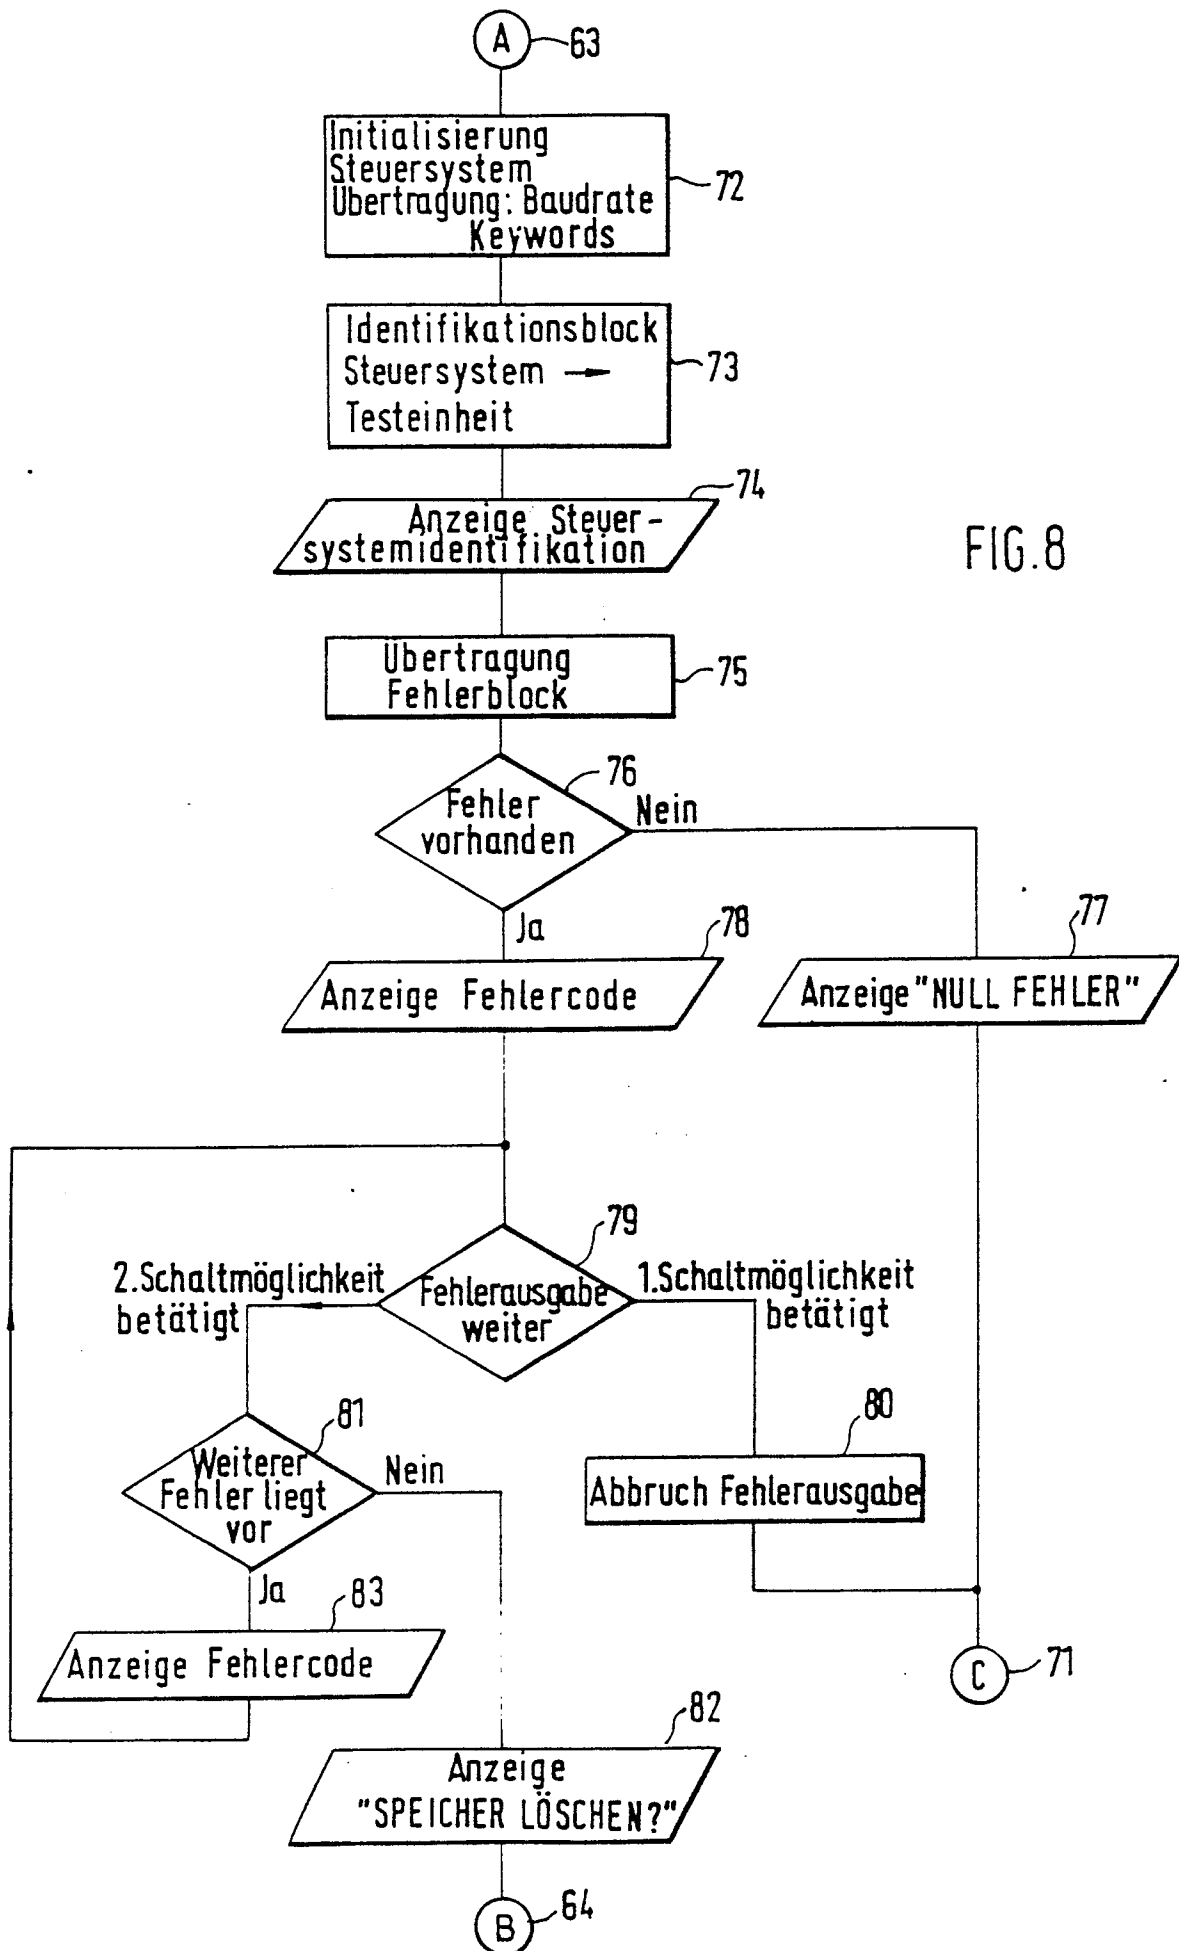 A
63
Initialisierung
Steuersystem
Übertragung: Baudrate
Keywords
72
Identifikationsblock
Steuersystem →
Testeinheit
73
74
Anzeige Steuer-
systemidentifikation
FIG.8
Übertragung
Fehlerblock
75
76
Fehler
vorhanden
Nein
Ja
78
Anzeige Fehlercode
77
Anzeige "NULL FEHLER"
79
2.Schaltmöglichkeit
betätigt
Fehlerausgabe
weiter
1.Schaltmöglichkeit
betätigt
81
Weiterer
Fehler liegt
vor
Nein
Ja
80
Abbruch Fehlerausgabe
83
Anzeige Fehlercode
C
71
82
Anzeige
"SPEICHER LÖSCHEN?"
B
64